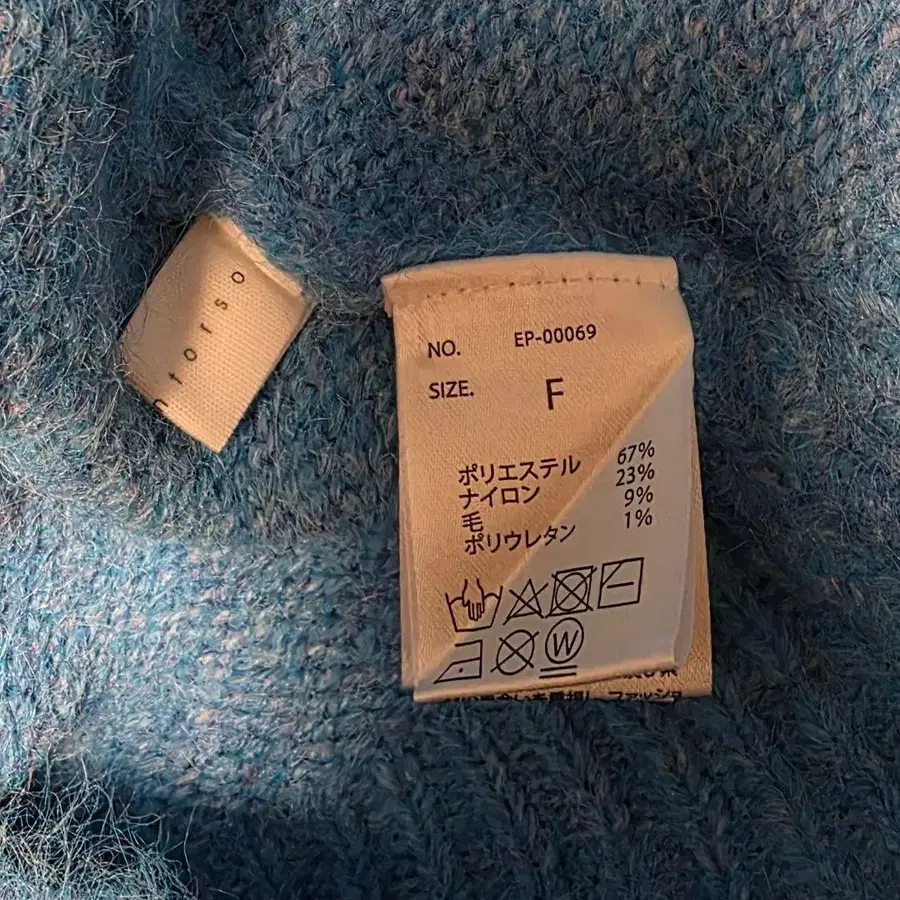 ntorso
NO. EP-00069
SIZE. F
ポリエステル 67%
ナイロン 23%
毛 9%
ポリウレタン 1%
W